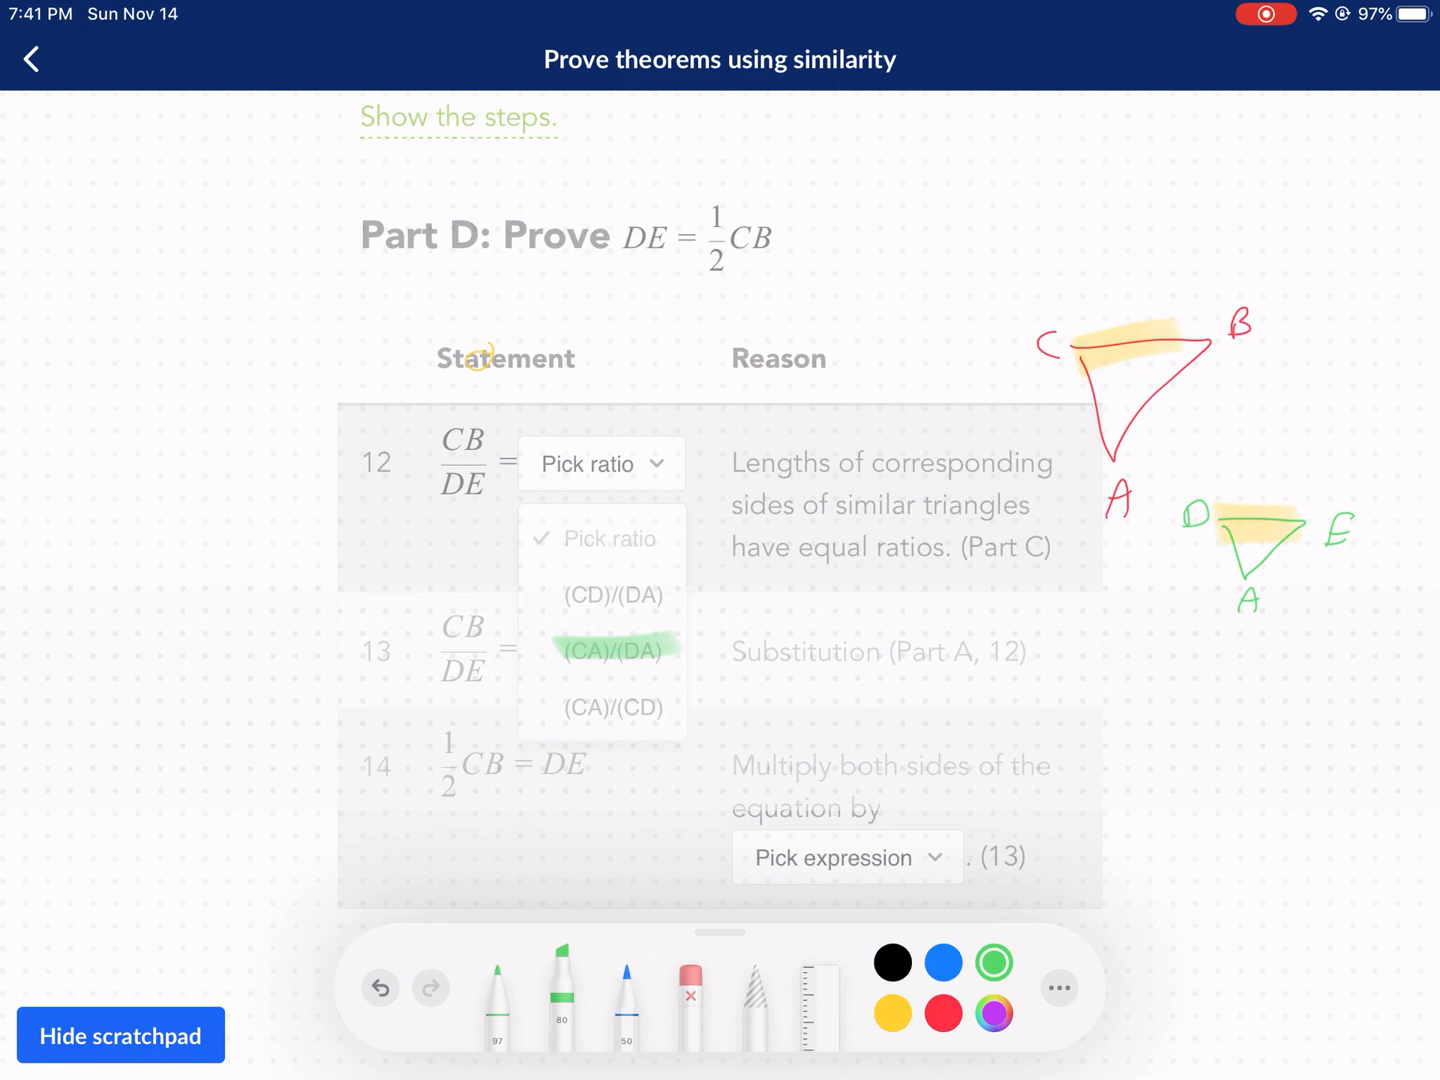 7:41 PM Sun Nov 14
97%
Prove theorems using similarity
Show the steps.
Part D: Prove DE = 1/2 CB
Statement Reason
12 CB/DE = Pick ratio Lengths of corresponding
sides of similar triangles
have equal ratios. (Part C)
✓ Pick ratio
(CD)/(DA)
(CA)/(DA)
(CA)/(CD)
13 CB/DE = Substitution (Part A, 12)
14 1/2 CB = DE Multiply both sides of the
equation by
Pick expression . (13)
C B
A
D E
A
97 80 50
Hide scratchpad